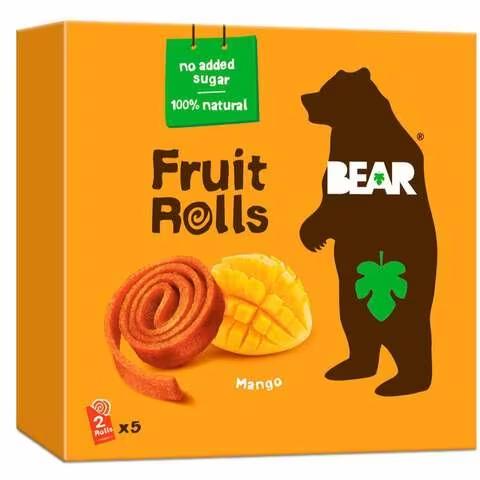 no added
sugar
100% natural
Fruit
Rolls
BEAR®
Mango
2
Rolls
x5